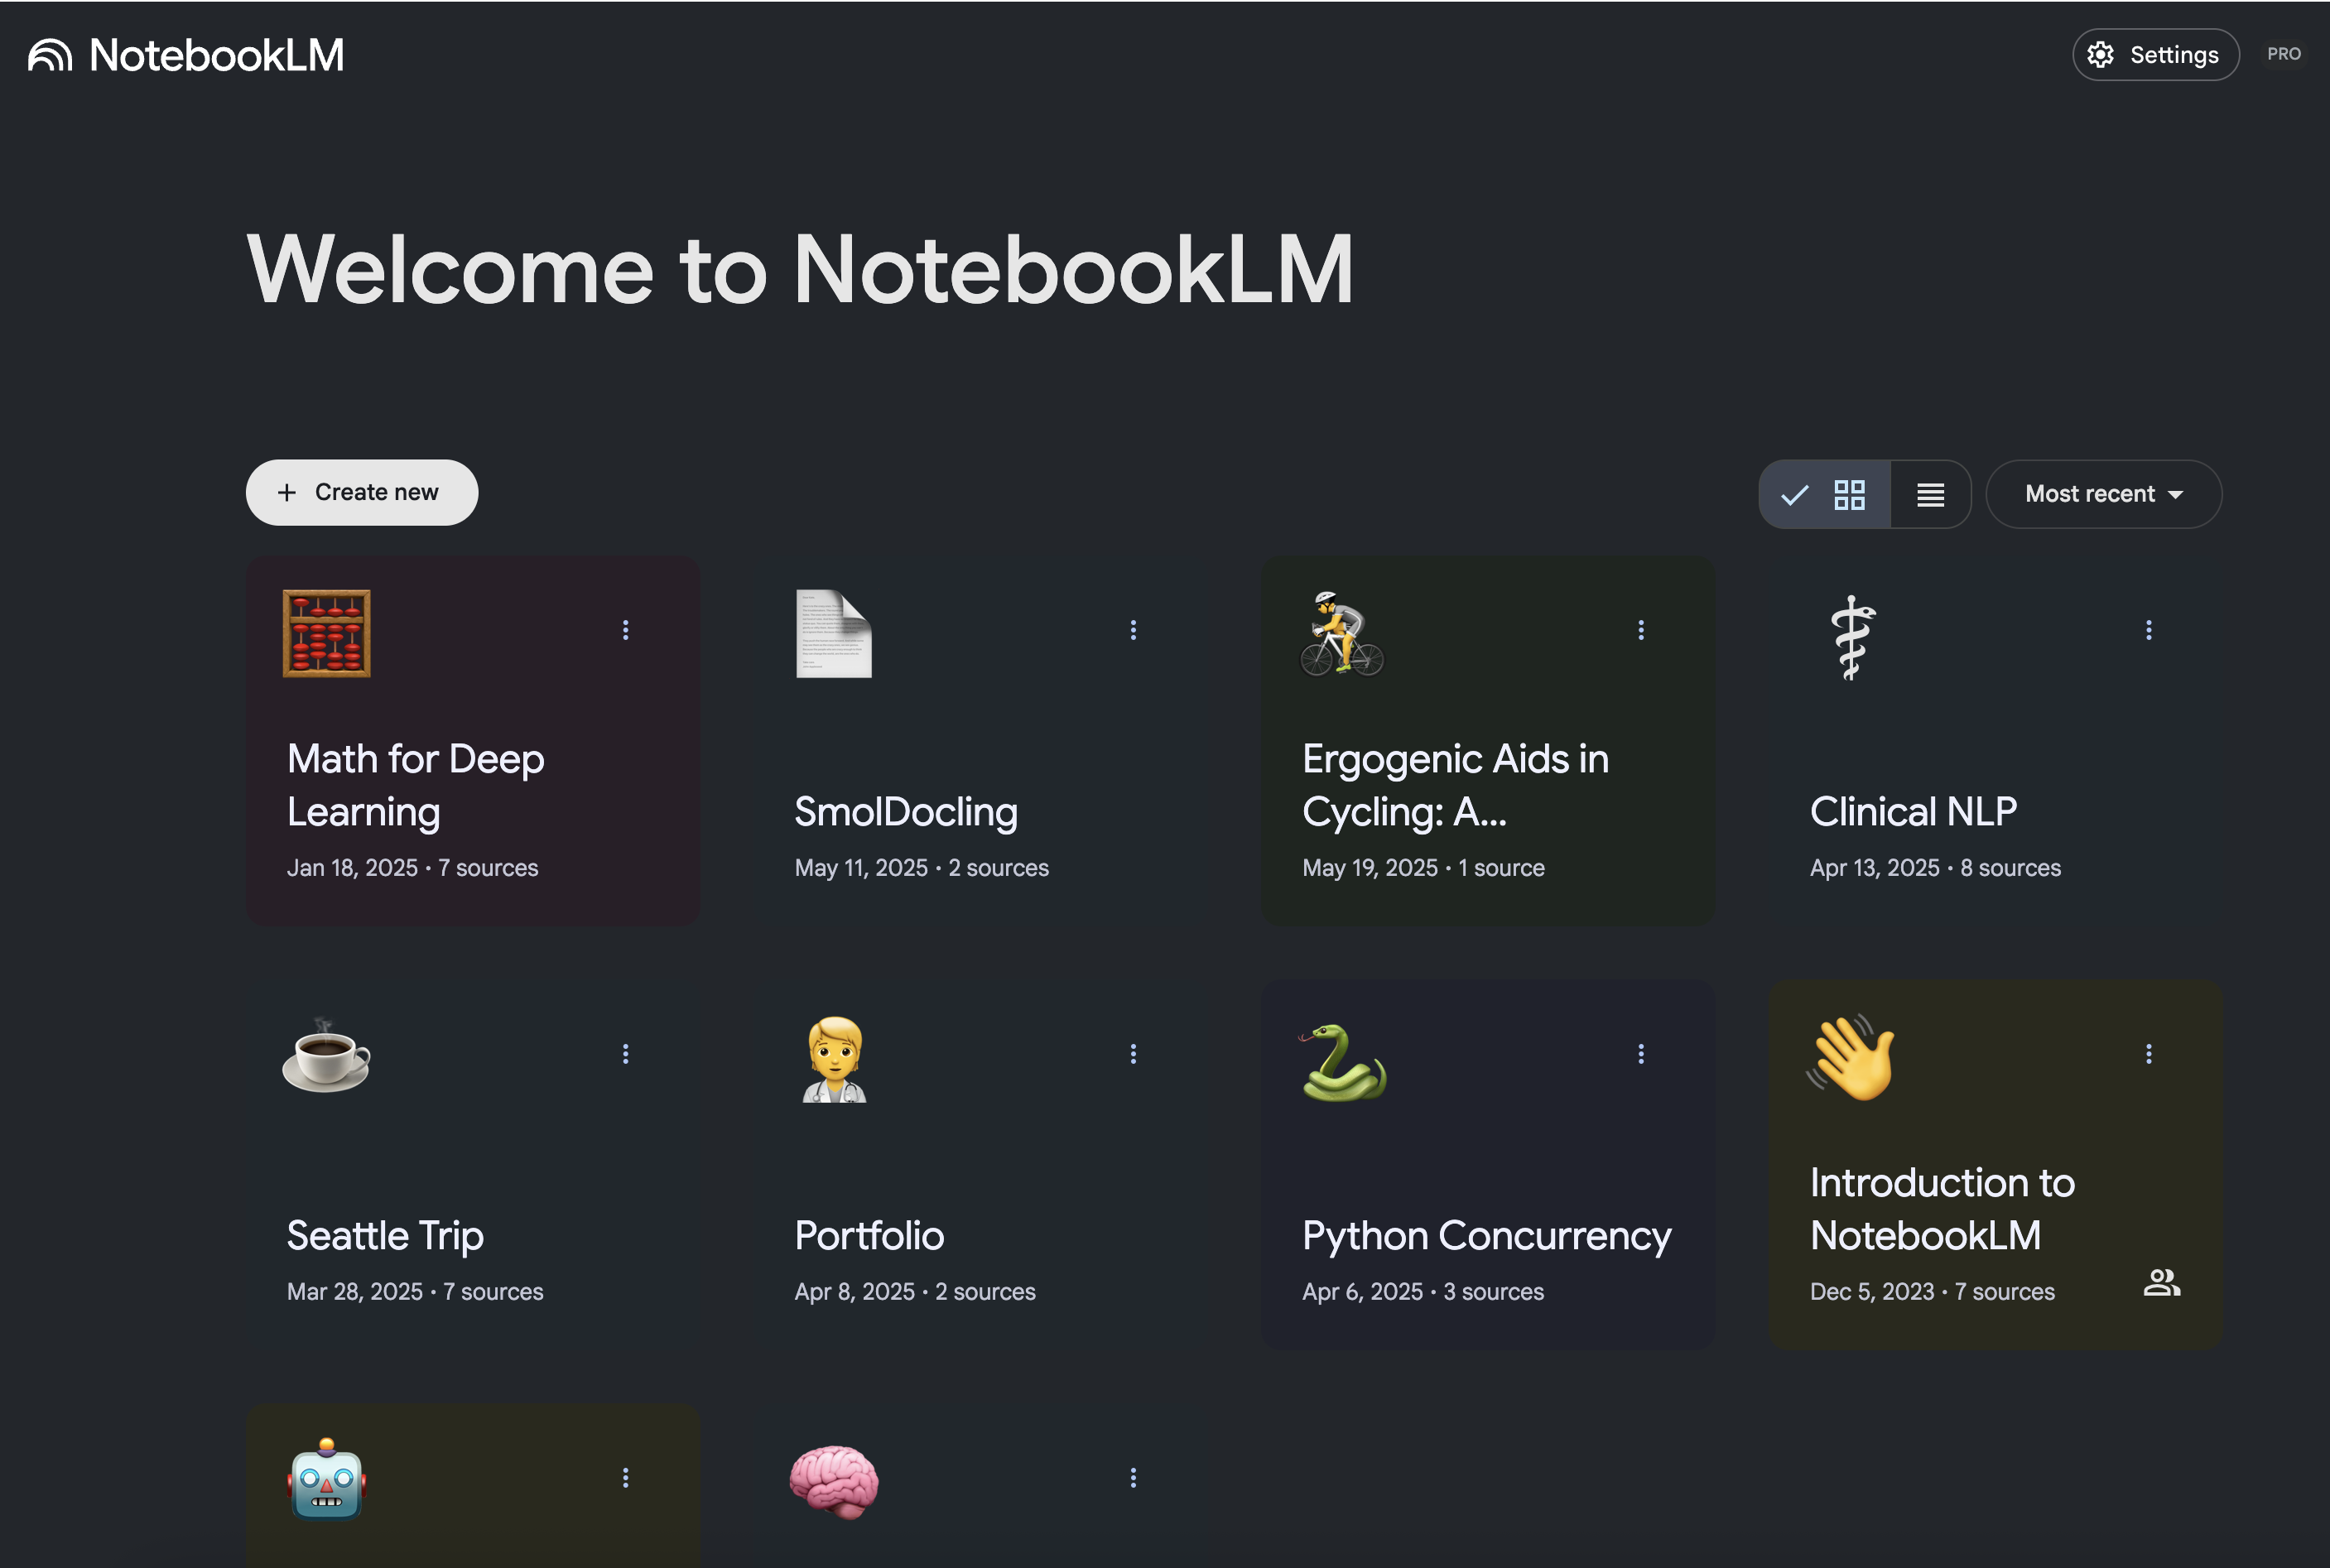 NotebookLM
Settings
PRO
Welcome to NotebookLM
Create new
Most recent
Math for Deep
Learning
Jan 18, 2025 • 7 sources
SmolDocling
May 11, 2025 • 2 sources
Ergogenic Aids in
Cycling: A...
May 19, 2025 • 1 source
Clinical NLP
Apr 13, 2025 • 8 sources
Seattle Trip
Mar 28, 2025 • 7 sources
Portfolio
Apr 8, 2025 • 2 sources
Python Concurrency
Apr 6, 2025 • 3 sources
Introduction to
NotebookLM
Dec 5, 2023 • 7 sources